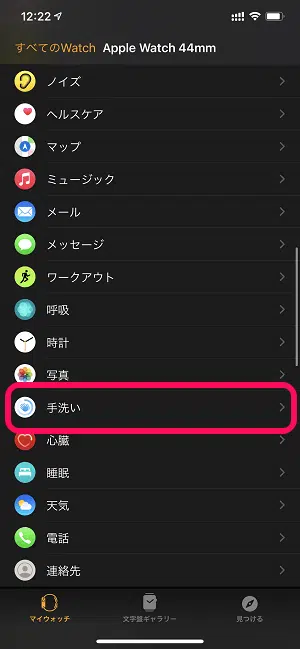 12:22
すべてのWatch Apple Watch 44mm
ノイズ
ヘルスケア
マップ
ミュージック
メール
メッセージ
ワークアウト
呼吸
時計
写真
手洗い
心臓
睡眠
天気
電話
連絡先
マイウォッチ 文字盤ギャラリー 見つける